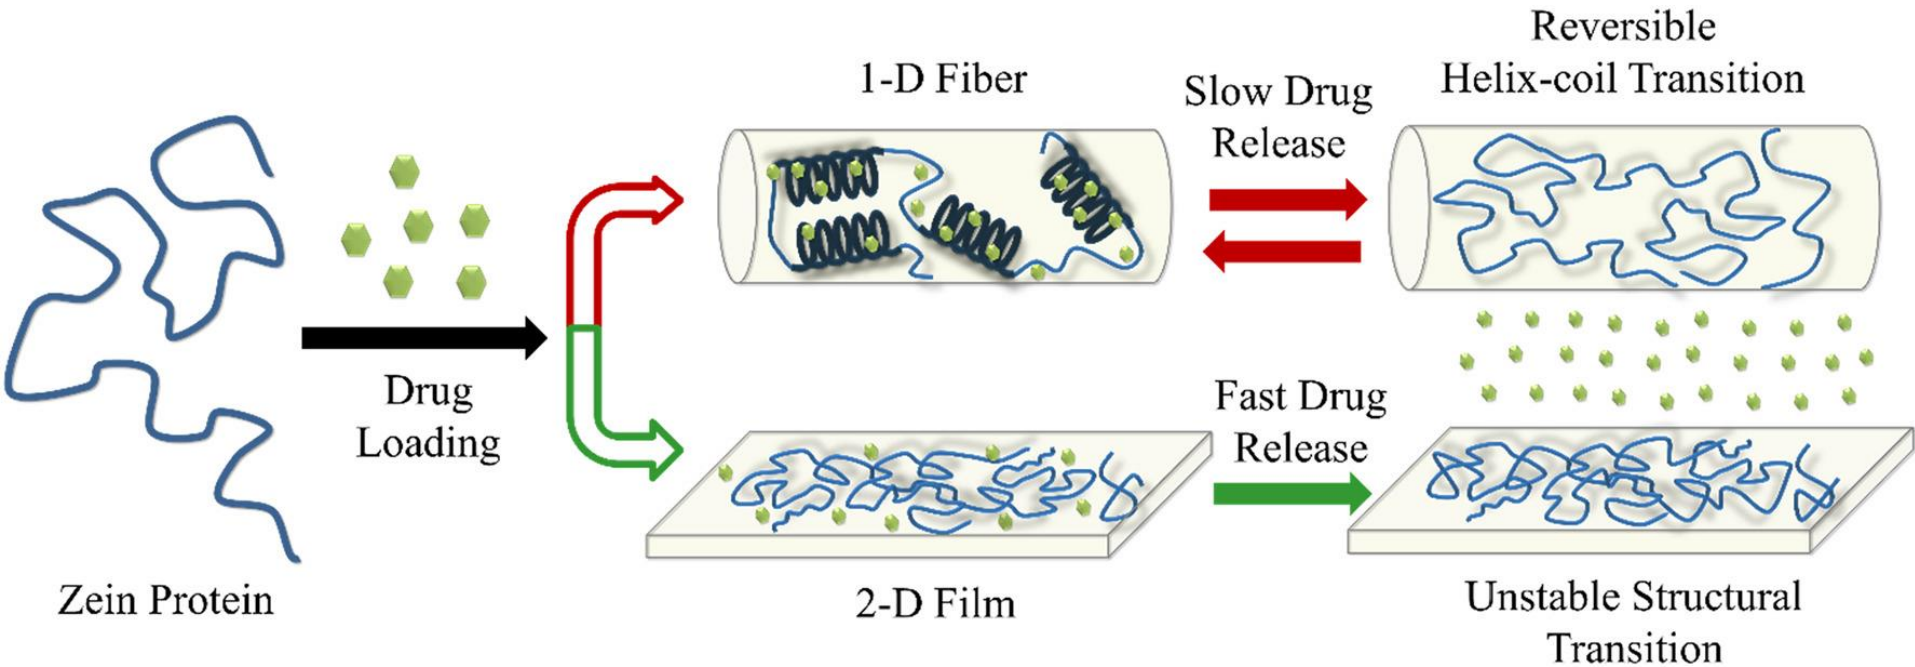 Zein Protein
Drug
Loading
1-D Fiber
Slow Drug
Release
Reversible
Helix-coil Transition
2-D Film
Fast Drug
Release
Unstable Structural
Transition